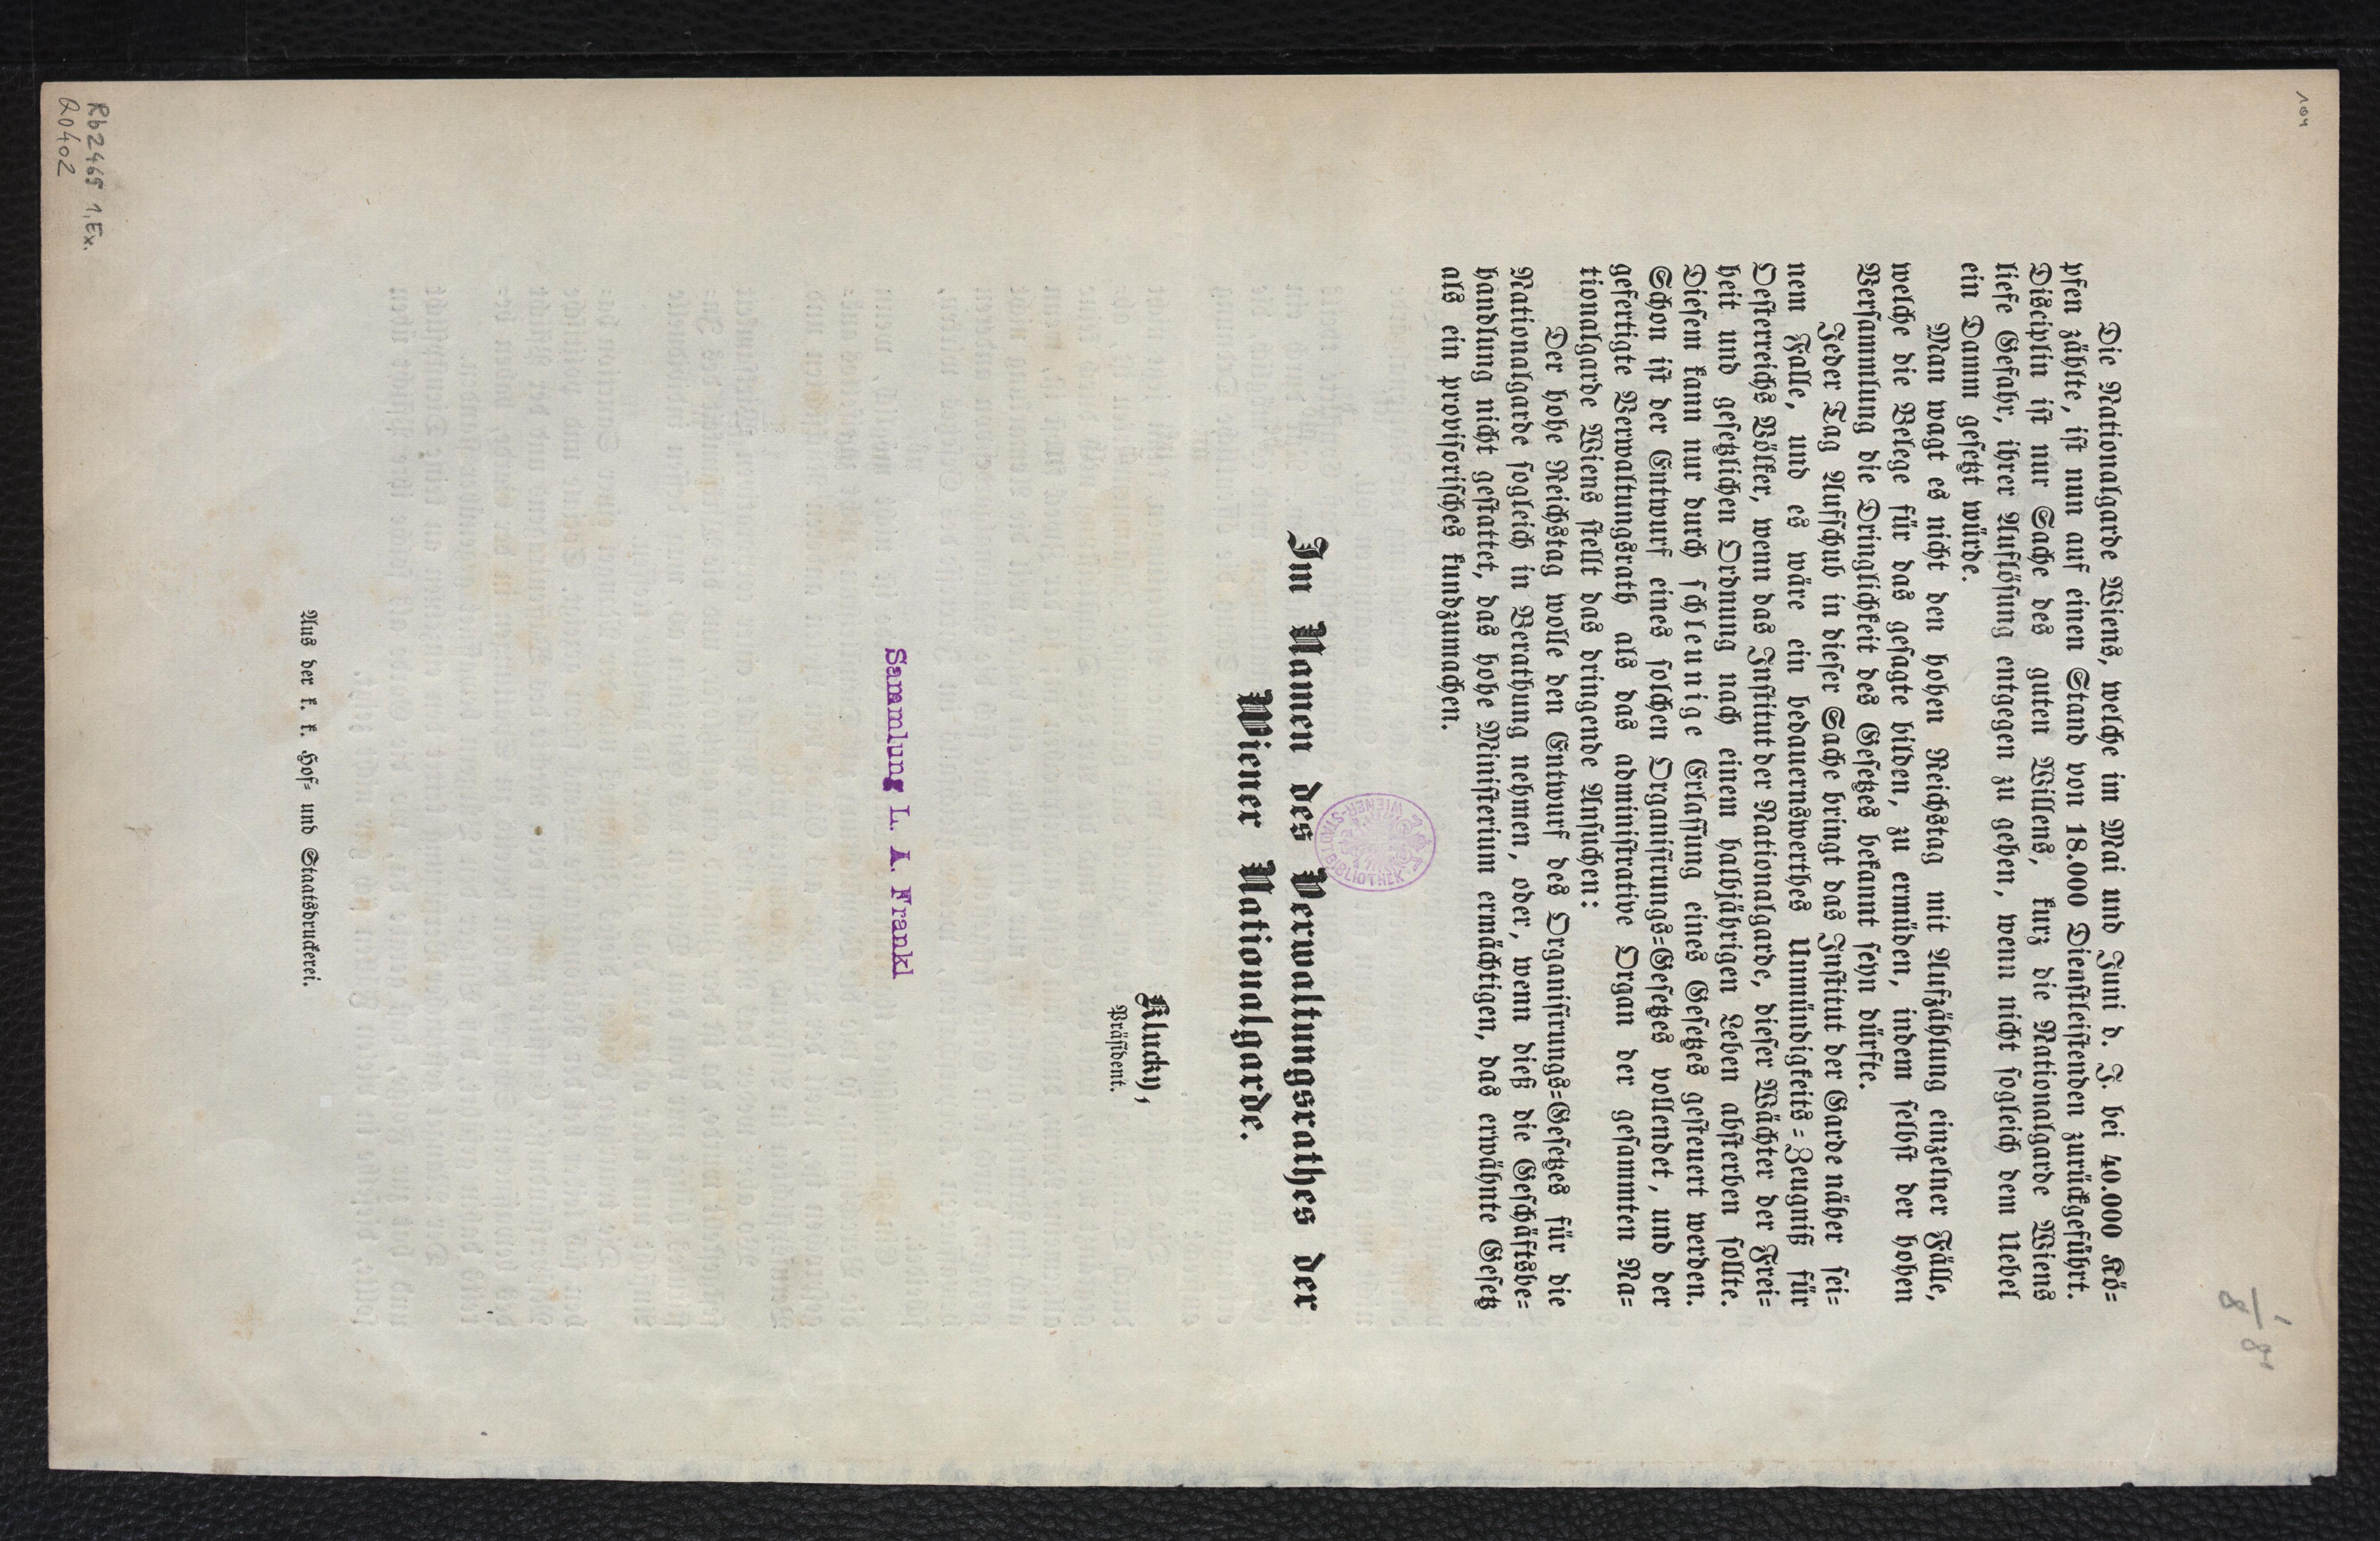 104
8/1 8
Die Nationalgarde Wiens, welche im Mai und Juni d. J. bei 40.000 Kö-
pfen zählte, ist nun auf einen Stand von 18.000 Dienstleistenden zurückgeführt.
Disciplin ist nur Sache des guten Willens, kurz die Nationalgarde Wiens
liefe Gefahr, ihrer Auflösung entgegen zu gehen, wenn nicht sogleich dem Uebel
ein Damm gesetzt würde.
Man wagt es nicht den hohen Reichstag mit Aufzählung einzelner Fälle,
welche die Belege für das gesagte bilden, zu ermüden, indem selbst der hohen
Versammlung die Dringlichkeit des Gesetzes bekannt seyn dürfte.
Jeder Tag Aufschub in dieser Sache bringt das Institut der Garde näher sei-
nem Falle, und es wäre ein bedauernswerthes Unmündigkeits-Zeugniß für
Oesterreichs Völker, wenn das Institut der Nationalgarde, dieser Wächter der Frei-
heit und gesetzlichen Ordnung nach einem halbjährigen Leben absterben sollte.
Diesem kann nur durch schleunige Erlassung eines Gesetzes gesteuert werden.
Schon ist der Entwurf eines solchen Organisirungs-Gesetzes vollendet, und der
gefertigte Verwaltungsrath als das administrative Organ der gesammten Na-
tionalgarde Wiens stellt das dringende Ansuchen:
Der hohe Reichstag wolle den Entwurf des Organisirungs-Gesetzes für die
Nationalgarde sogleich in Berathung nehmen, oder, wenn dieß die Geschäftsbe-
handlung nicht gestattet, das hohe Ministerium ermächtigen, das erwähnte Gesetz
als ein provisorisches kundzumachen.
WIENER-STADTBIBLIOTHEK
Im Namen des Verwaltungsrathes der
Wiener Nationalgarde.
Klucky,
Präsident.
Sammlung L. A. Frankl
Aus der k. k. Hof- und Staatsdruckerei.
Rb2469 1.Ex.
Q0402